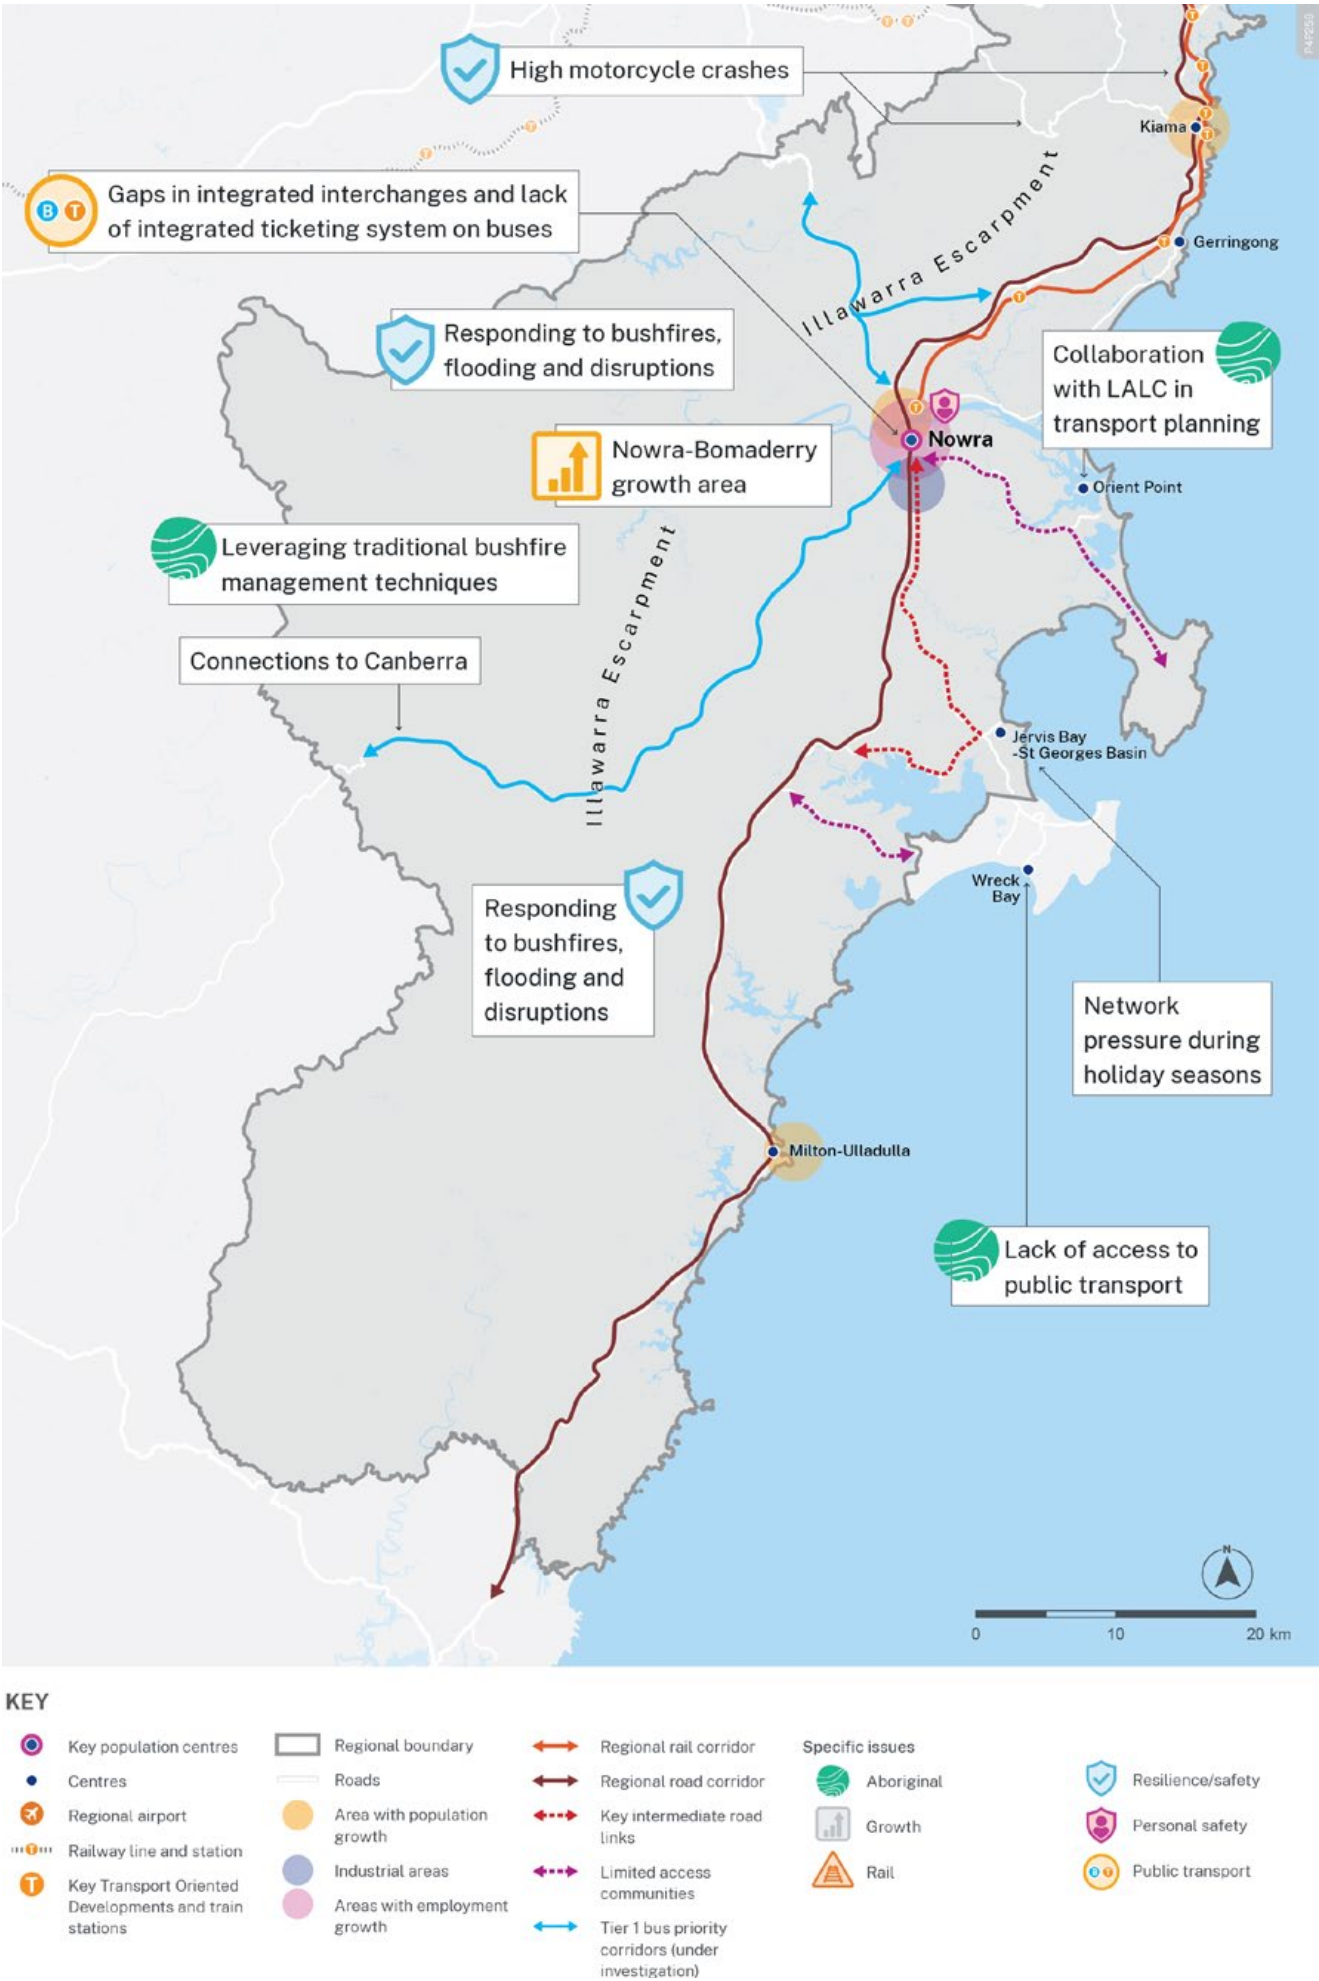 P4P259
High motorcycle crashes
Kiama
Gaps in integrated interchanges and lack
of integrated ticketing system on buses
B T
Illawarra Escarpment
Gerringong
Responding to bushfires,
flooding and disruptions
Collaboration
with LALC in
transport planning
Nowra
Nowra-Bomaderry
growth area
Orient Point
Leveraging traditional bushfire
management techniques
Illawarra Escarpment
Connections to Canberra
Jervis Bay
-St Georges Basin
Responding
to bushfires,
flooding and
disruptions
Wreck
Bay
Network
pressure during
holiday seasons
Milton-Ulladulla
Lack of access to
public transport
N
0 10 20 km
KEY
Key population centres
Centres
Regional airport
T
Railway line and station
T
Key Transport Oriented
Developments and train
stations
Regional boundary
Roads
Area with population
growth
Industrial areas
Areas with employment
growth
Regional rail corridor
Regional road corridor
Key intermediate road
links
Limited access
communities
Tier 1 bus priority
corridors (under
investigation)
Specific issues
Aboriginal
Growth
Rail
Resilience/safety
Personal safety
B T
Public transport